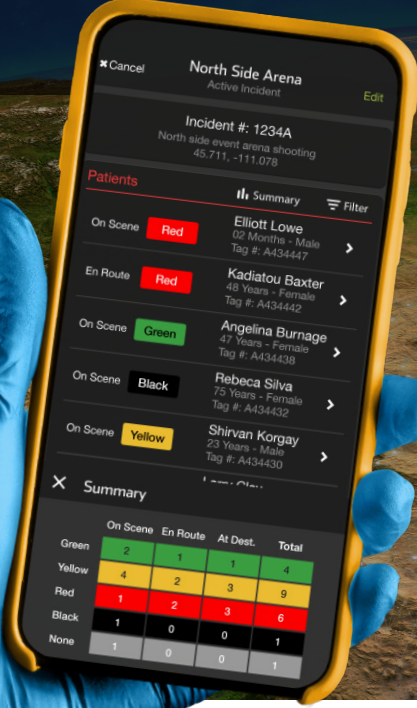 ✖Cancel
North Side Arena
Edit
Active Incident
Incident #: 1234A
North side event arena shooting
45.711, -111.078
Patients
Summary
Filter
On Scene Red Elliott Lowe
02 Months - Male
Tag #: A434447
En Route Red Kadiatou Baxter
48 Years - Female
Tag #: A434442
On Scene Green Angelina Burnage
47 Years - Female
Tag #: A434438
On Scene Black Rebeca Silva
75 Years - Female
Tag #: A434432
On Scene Yellow Shirvan Korgay
23 Years - Male
Tag #: A434430
✕ Summary
On Scene En Route At Dest. Total
Green 2 1 1 4
Yellow 4 2 3 9
Red 1 2 3 6
Black 1 0 0 1
None 1 0 0 1